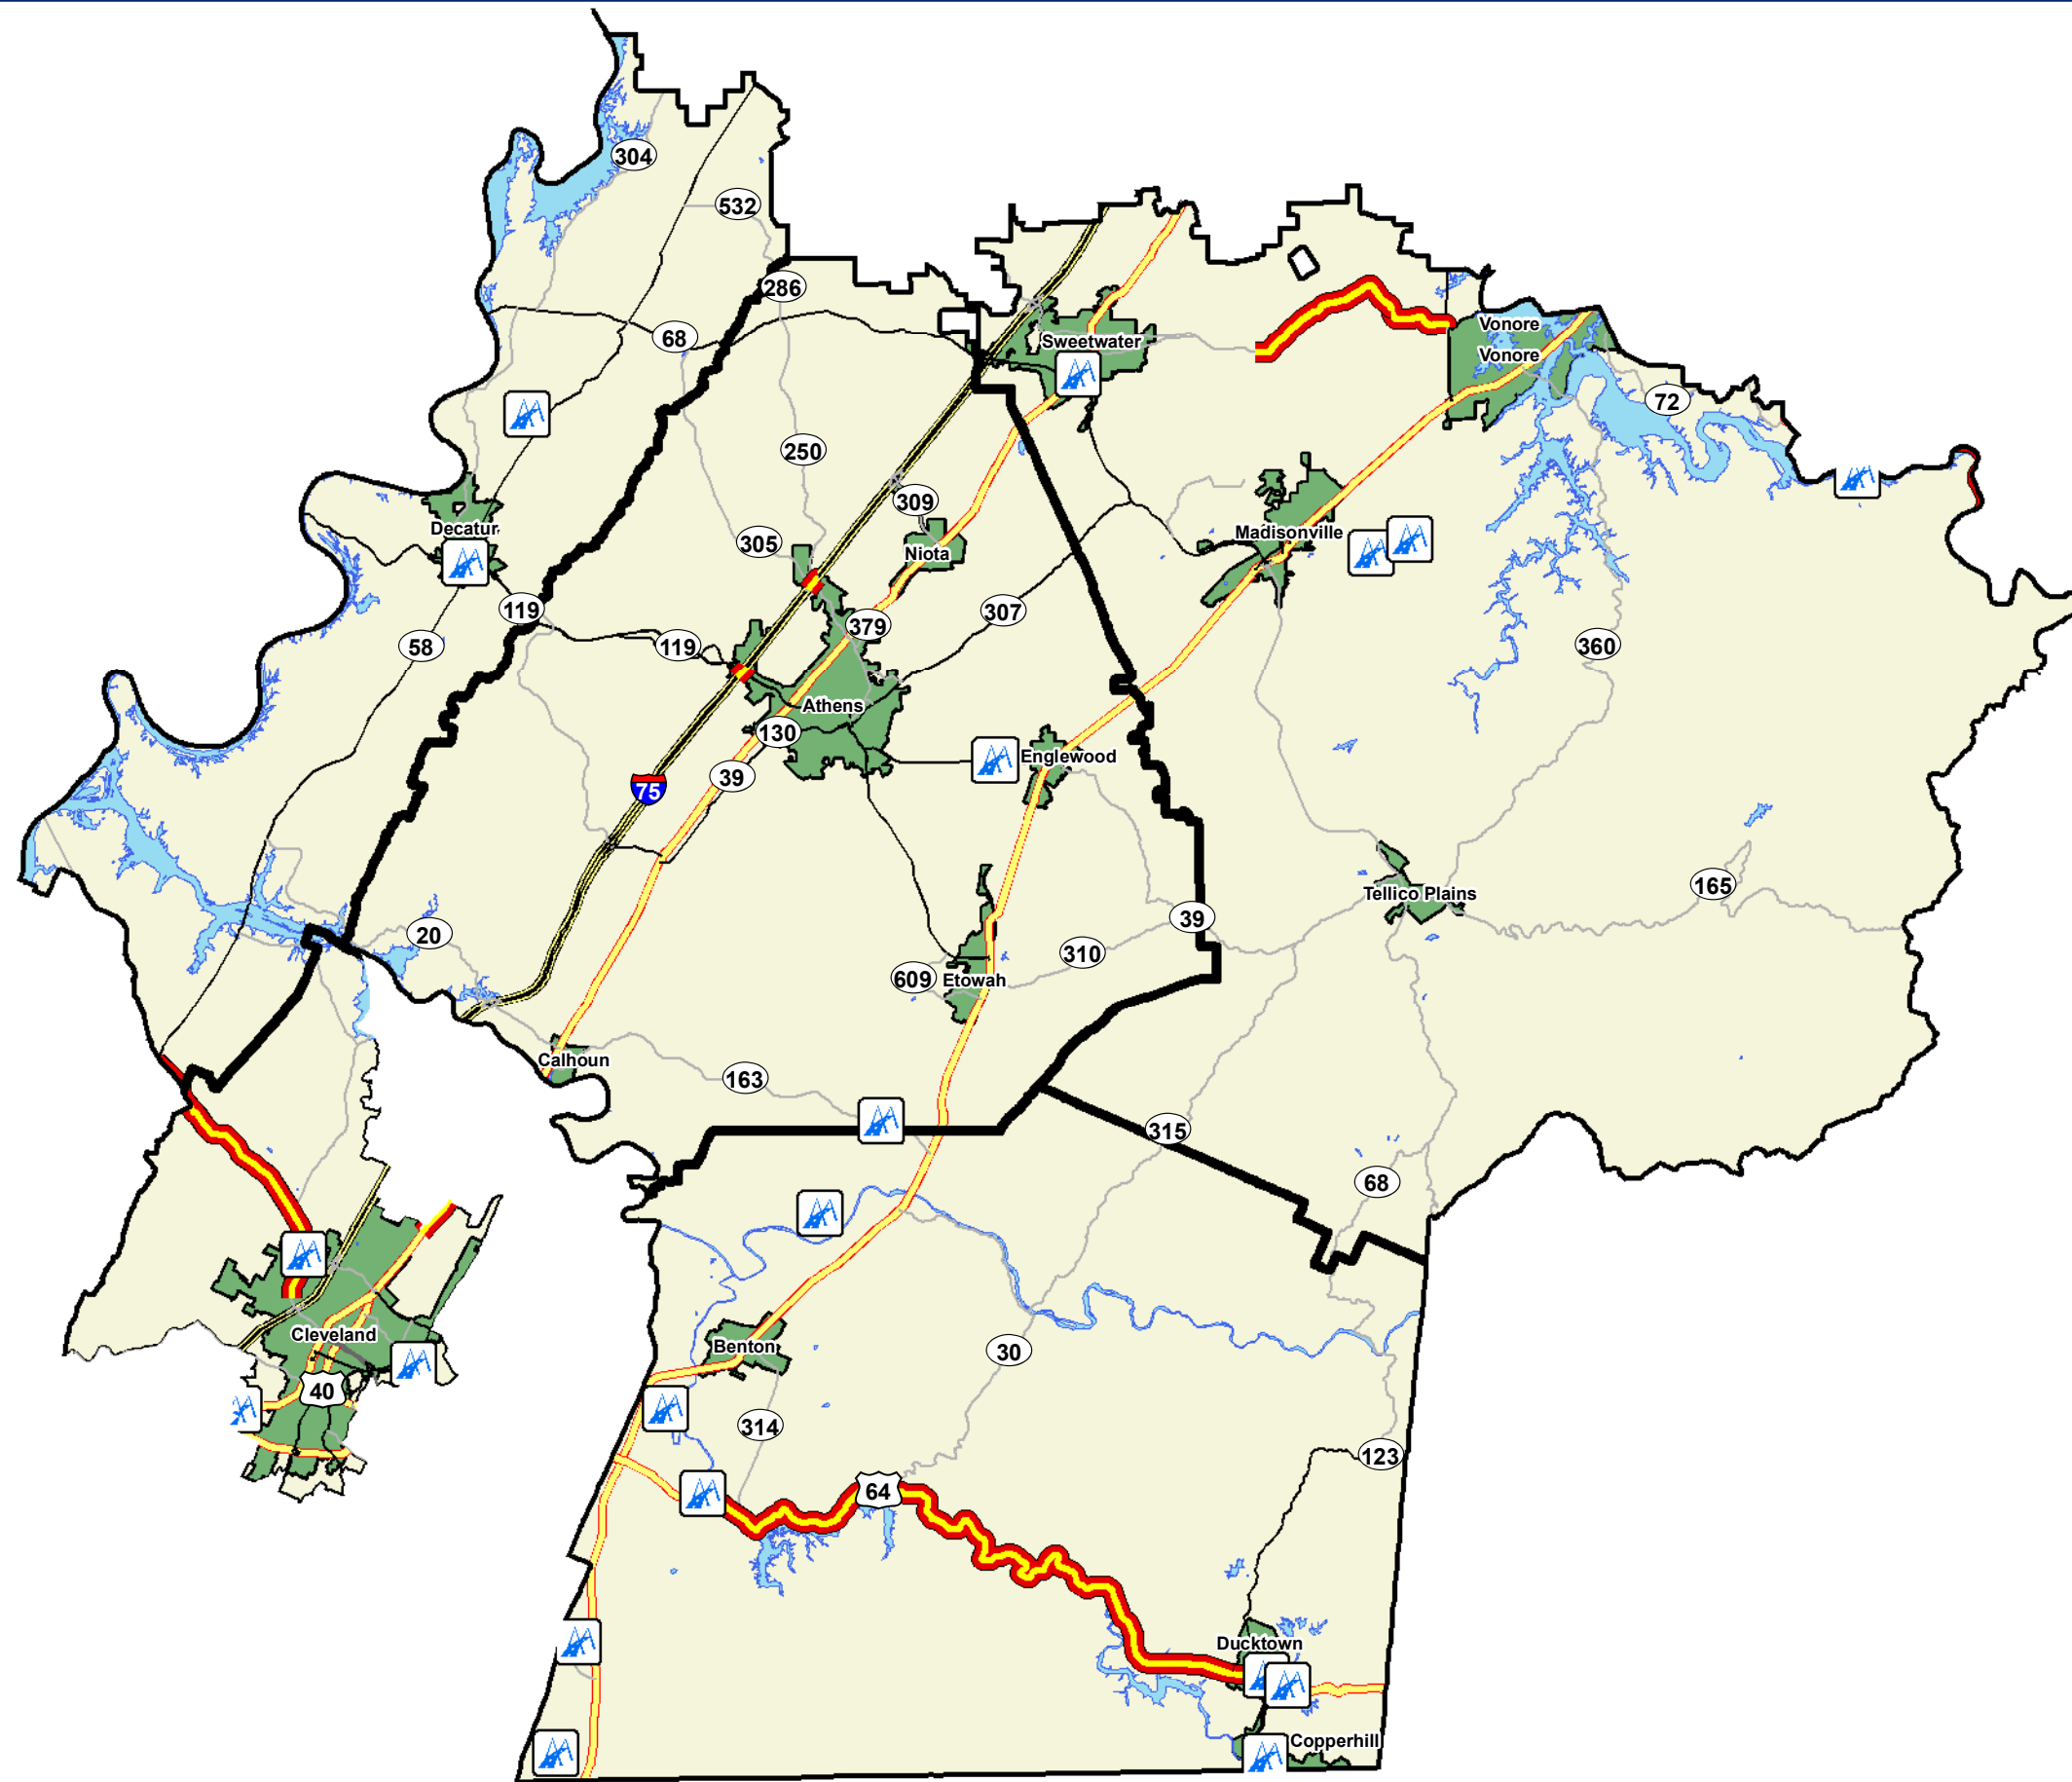 304
532
286
68
Sweetwater
Vonore
Vonore
72
250
309
Decatur
305
Niota
Madisonville
119
307
379
58
119
360
Athens
130
Englewood
39
75
165
Tellico Plains
39
20
310
609
Etowah
Calhoun
163
315
68
Cleveland
Benton
30
40
314
123
64
Ducktown
Copperhill